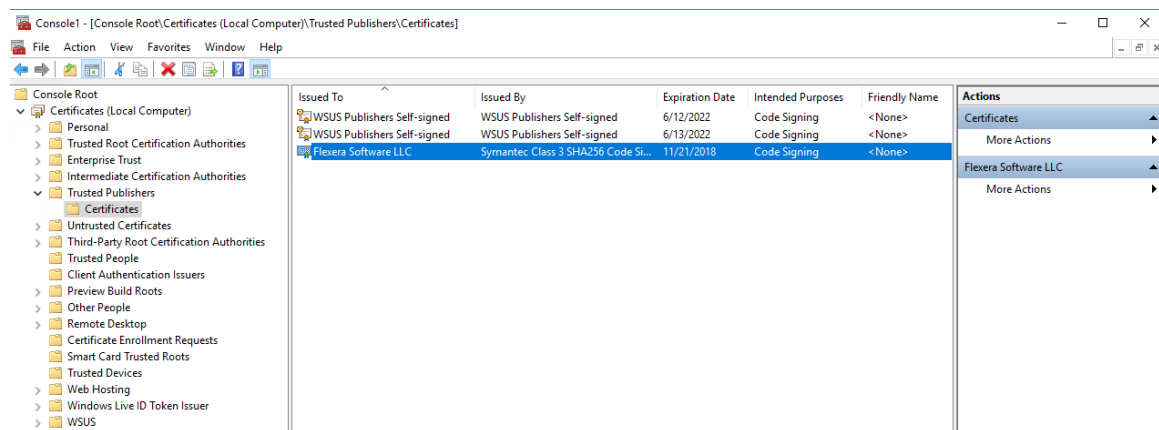 Console1 - [Console Root\Certificates (Local Computer)\Trusted Publishers\Certificates]
File Action View Favorites Window Help
Console Root
Certificates (Local Computer)
Personal
Trusted Root Certification Authorities
Enterprise Trust
Intermediate Certification Authorities
Trusted Publishers
Certificates
Untrusted Certificates
Third-Party Root Certification Authorities
Trusted People
Client Authentication Issuers
Preview Build Roots
Other People
Remote Desktop
Certificate Enrollment Requests
Smart Card Trusted Roots
Trusted Devices
Web Hosting
Windows Live ID Token Issuer
WSUS
Issued To Issued By Expiration Date Intended Purposes Friendly Name
WSUS Publishers Self-signed WSUS Publishers Self-signed 6/12/2022 Code Signing <None>
WSUS Publishers Self-signed WSUS Publishers Self-signed 6/13/2022 Code Signing <None>
Flexera Software LLC Symantec Class 3 SHA256 Code Si... 11/21/2018 Code Signing <None>
Actions
Certificates
More Actions
Flexera Software LLC
More Actions